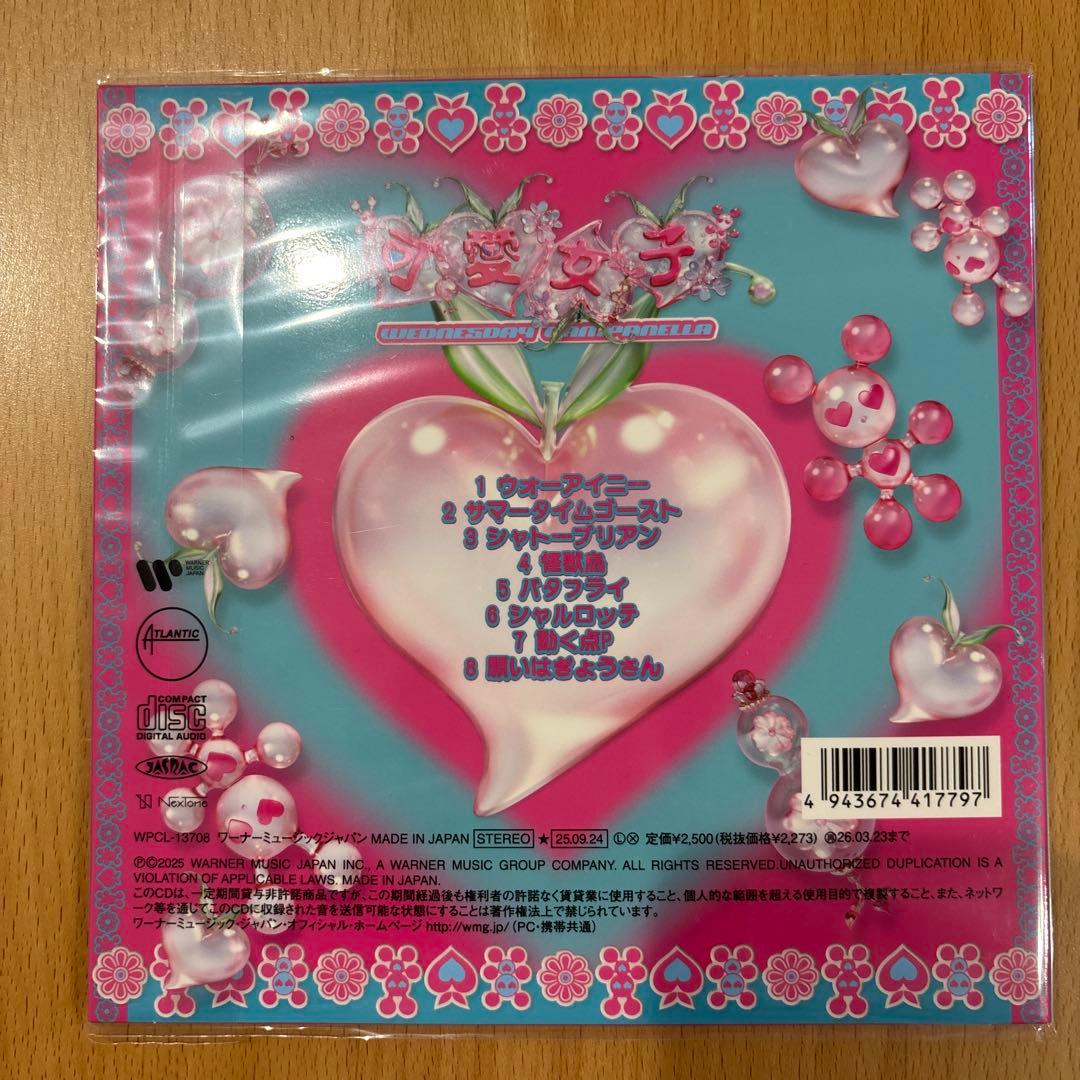 愛女子
WEDNESDAY CAMPANELLA
1 ウォーアイニー
2 サマータイムゴースト
3 シャトーブリアン
4 怪獣島
5 バタフライ
6 シャルロッテ
7 動く点P
8 願いはぎょうさん
WARNER
MUSIC
JAPAN
ATLANTIC
COMPACT
disc
DIGITAL AUDIO
JASRAC
NexTone
4 943674 417797
WPCL-13708 ワーナーミュージックジャパン MADE IN JAPAN STEREO ★ 25.09.24 Ⓛ 定価¥2,500(税抜価格¥2,273) 26.03.23まで
ⓅⒸ2025 WARNER MUSIC JAPAN INC., A WARNER MUSIC GROUP COMPANY. ALL RIGHTS RESERVED.UNAUTHORIZED DUPLICATION IS A
VIOLATION OF APPLICABLE LAWS. MADE IN JAPAN.
このCDは、一定期間貸与非許諾商品ですが、この期間経過後も権利者の許諾なく賃貸業に使用すること、個人的な範囲を超える使用目的で複製すること、また、ネットワ
ーク等を通じてこのCDに収録された音を送信可能な状態にすることは著作権法上で禁じられています。
ワーナーミュージック・ジャパン・オフィシャル・ホームページ http://wmg.jp/ (PC・携帯共通)